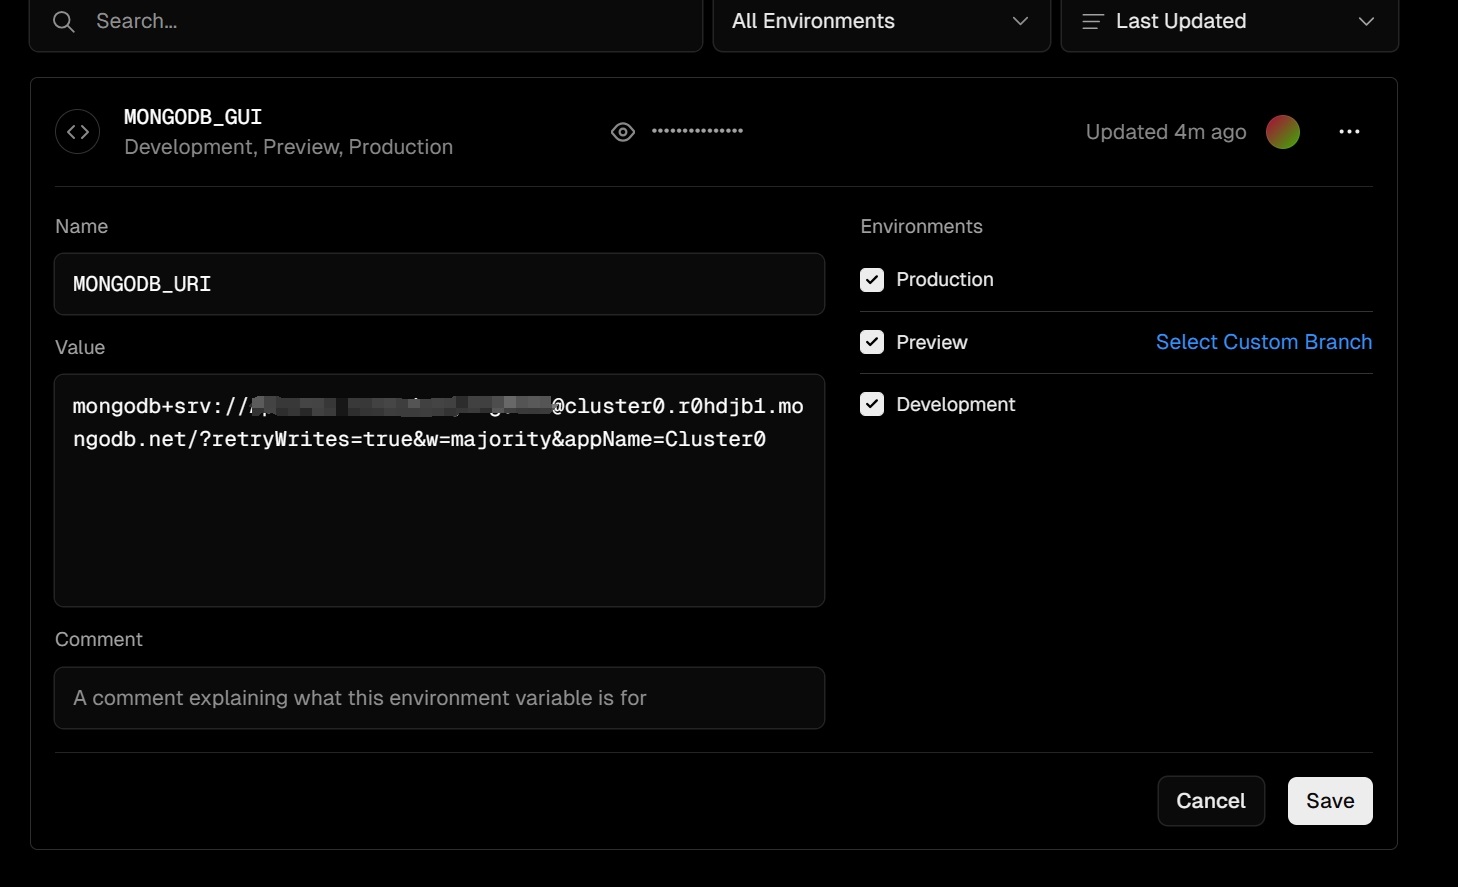 Search...
All Environments
Last Updated
MONGODB_GUI
Development, Preview, Production
•••••••••••••••
Updated 4m ago
Name
MONGODB_URI
Value
mongodb+srv://@cluster0.r0hdjb1.mo
ngodb.net/?retryWrites=true&w=majority&appName=Cluster0
Comment
A comment explaining what this environment variable is for
Environments
Production
Preview
Select Custom Branch
Development
Cancel
Save